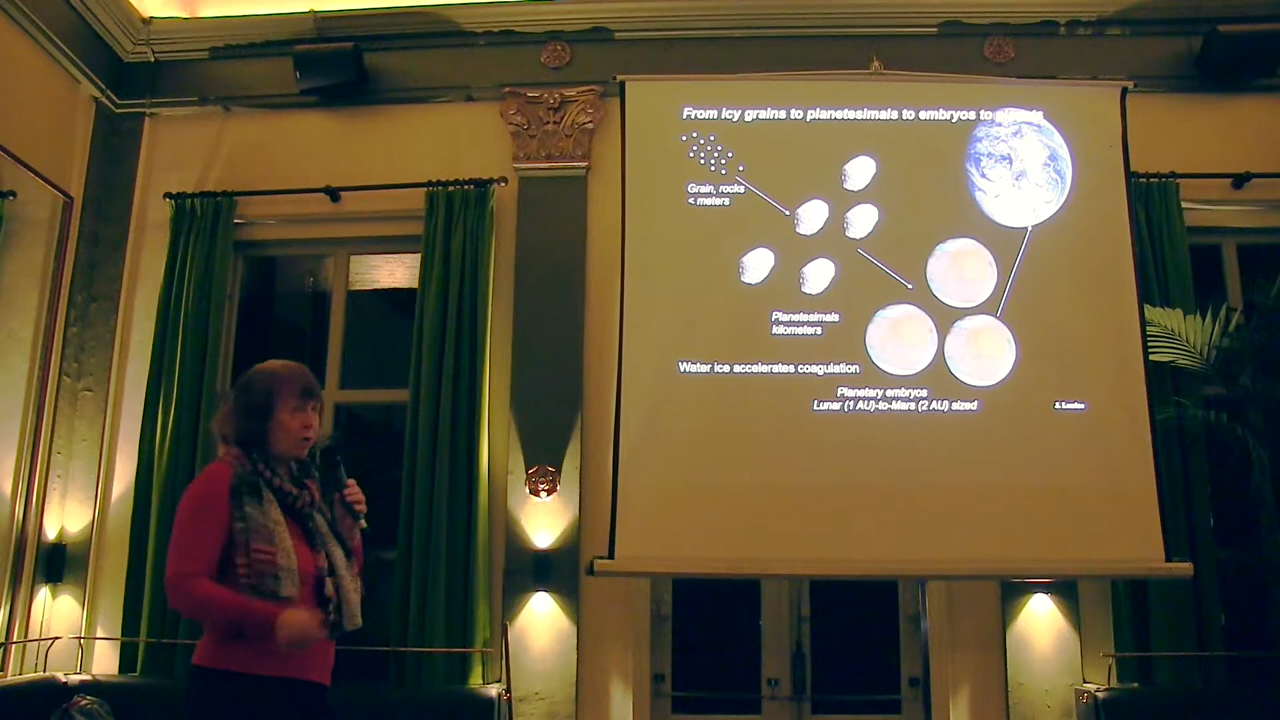 From icy grains to planetesimals to embryos to planets
Grain, rocks
< meters
Planetesimals
kilometers
Water ice accelerates coagulation
Planetary embryos
Lunar (1 AU)-to-Mars (2 AU) sized